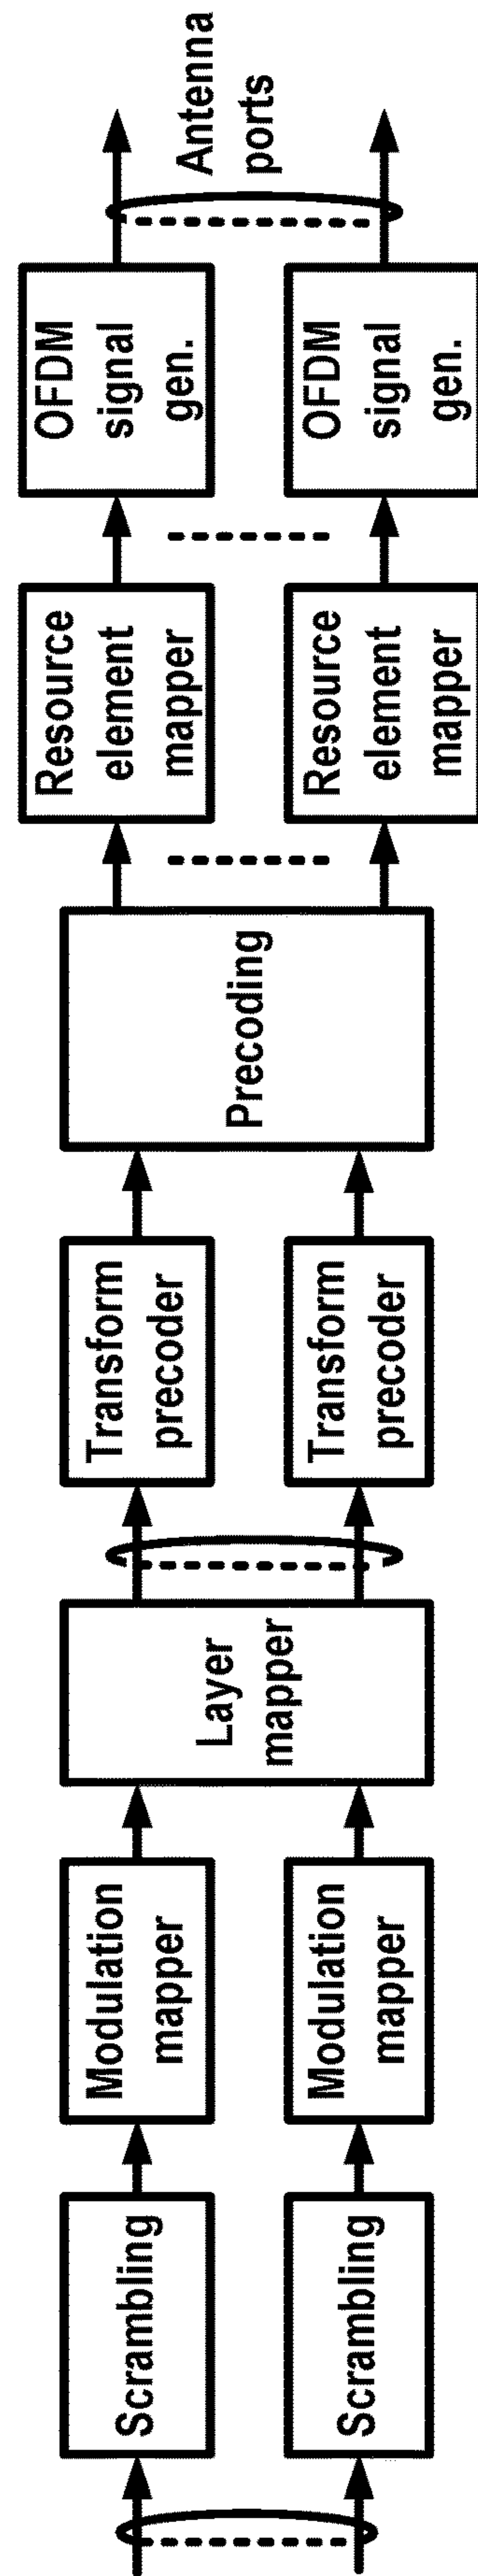 Scrambling
Scrambling
Modulation
mapper
Modulation
mapper
Layer
mapper
Transform
precoder
Transform
precoder
Precoding
Resource
element
mapper
Resource
element
mapper
OFDM
signal
gen.
OFDM
signal
gen.
Antenna
ports